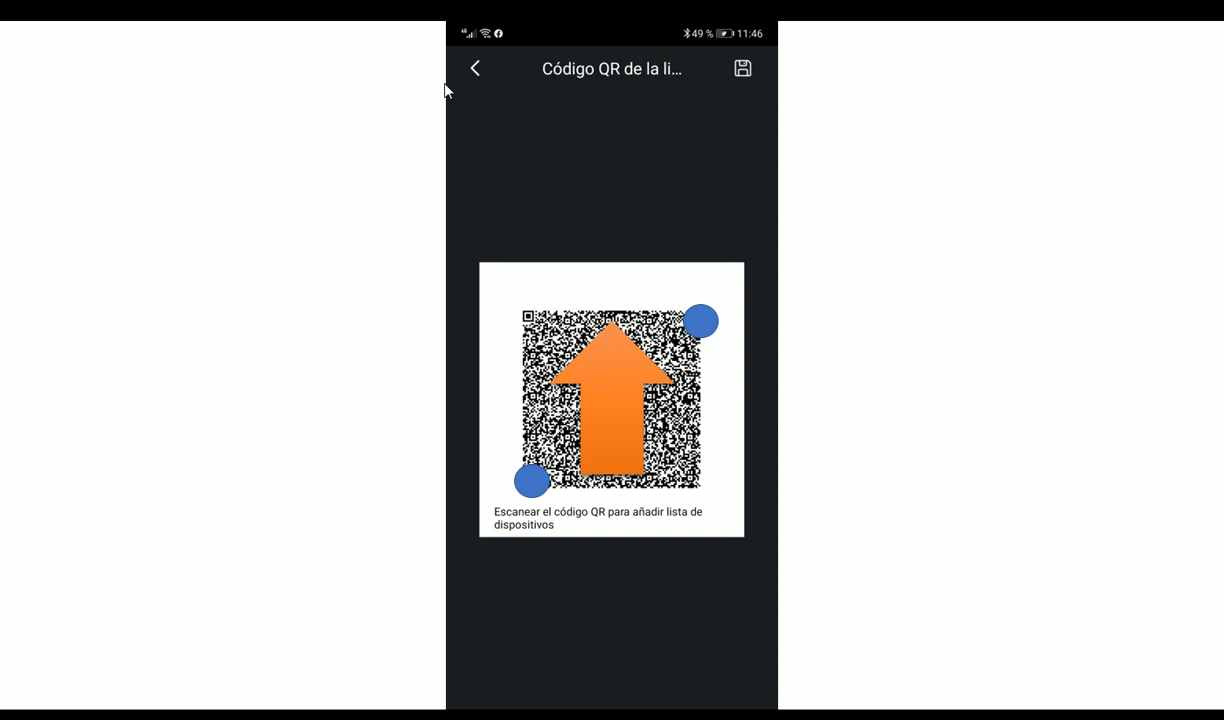 49 % 11:46
Código QR de la li...
Escanear el código QR para añadir lista de
dispositivos